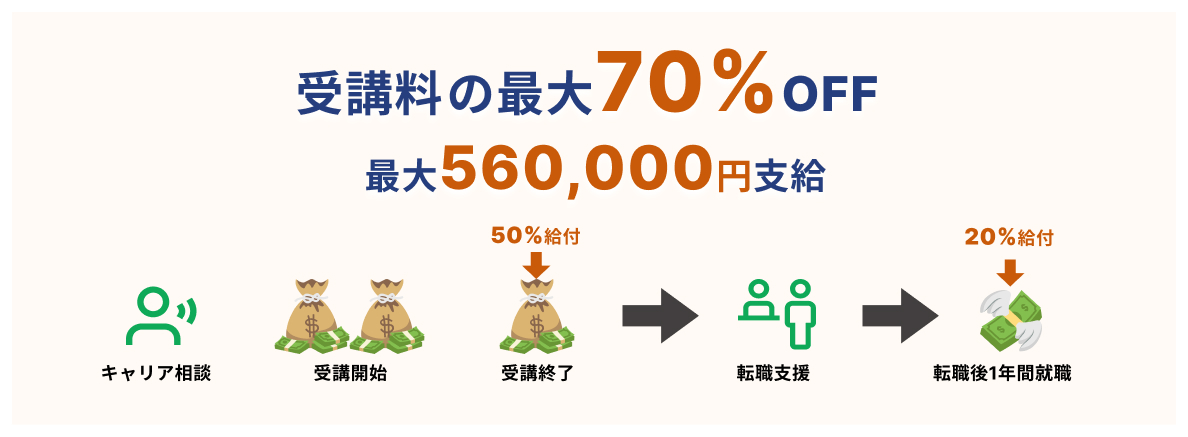 受講料の最大70%OFF
最大560,000円支給
50%給付
20%給付
キャリア相談
受講開始
受講終了
転職支援
転職後1年間就職